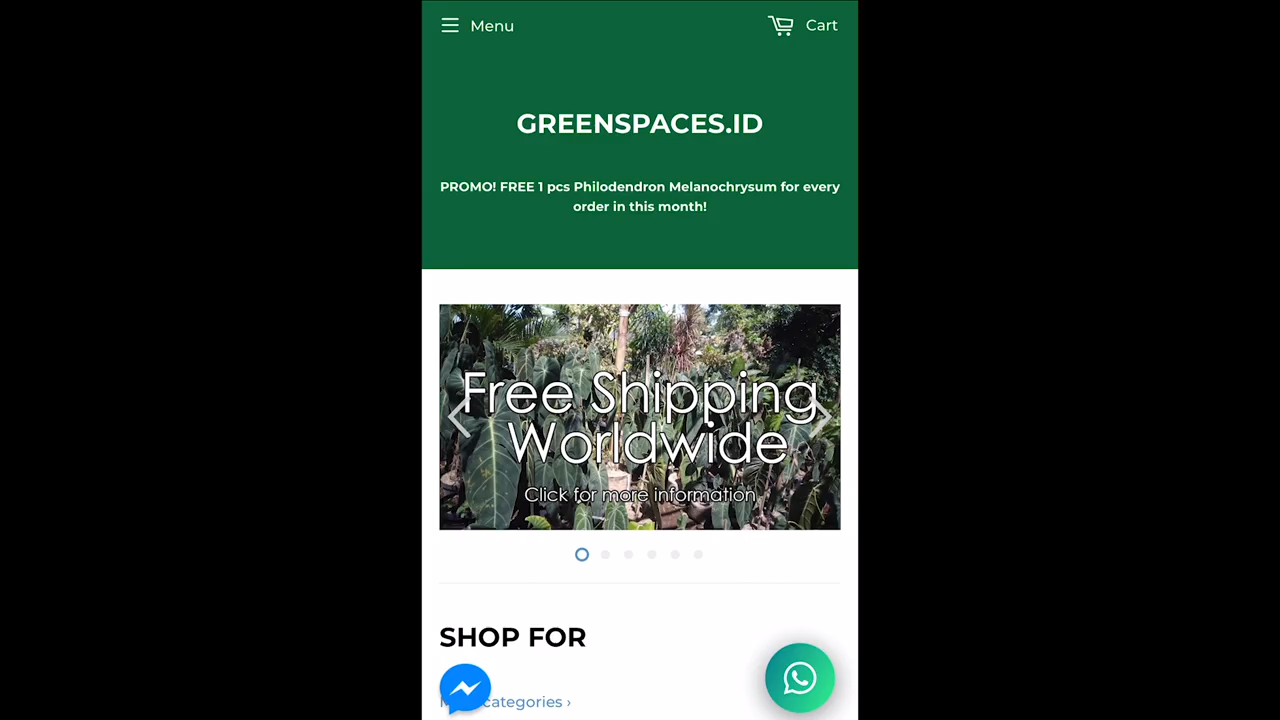 Menu
Cart
GREENSPACES.ID
PROMO! FREE 1 pcs Philodendron Melanochrysum for every
order in this month!
Free Shipping
Worldwide
Click for more information
SHOP FOR
categories ›